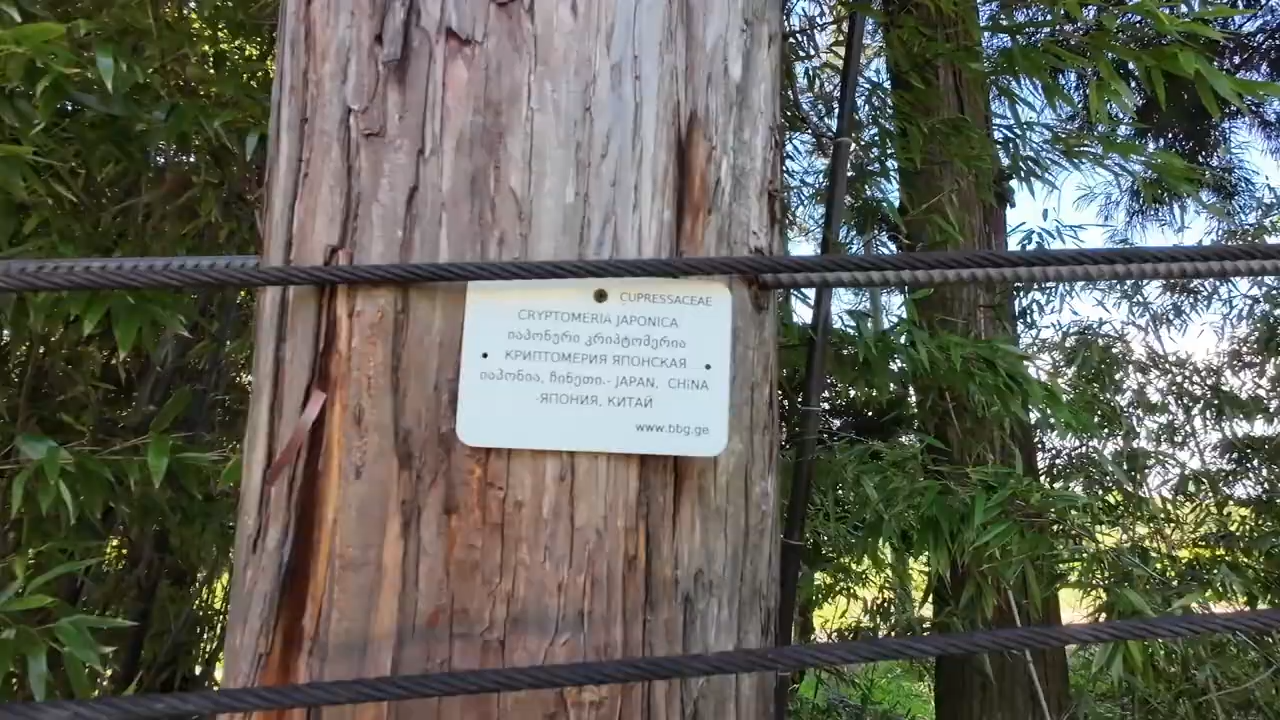 CUPRESSACEAE
CRYPTOMERIA JAPONICA
იაპონური კრიპტომერია
КРИПТОМЕРИЯ ЯПОНСКАЯ
იაპონია, ჩინეთი.- JAPAN, CHiNA
-ЯПОНИЯ, КИТАЙ
www.bbg.ge